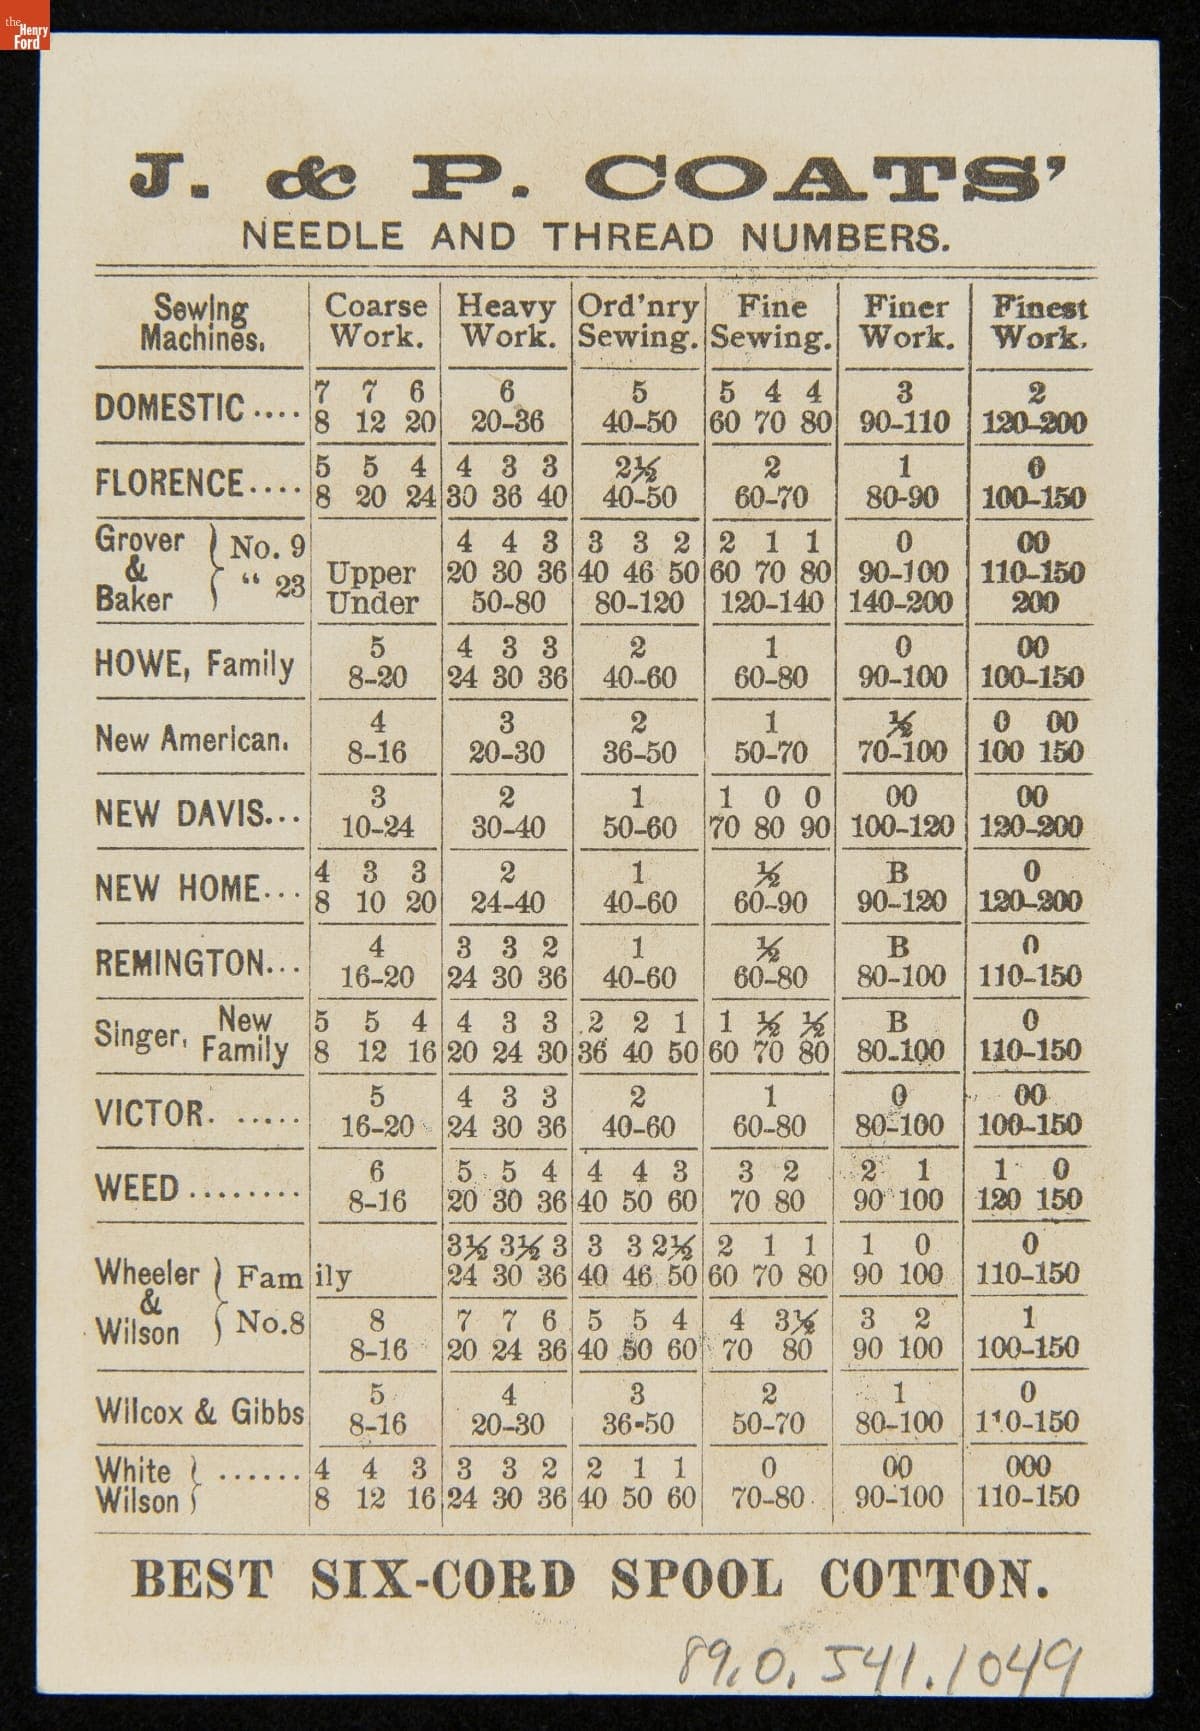 the
Henry
Ford
J. & P. COATS'
NEEDLE AND THREAD NUMBERS.
Sewing Machines. Coarse Work. Heavy Work. Ord'nry Sewing. Fine Sewing. Finer Work. Finest Work.
DOMESTIC .... 7 7 6 6 5 5 4 4 3 2
8 12 20 20-36 40-50 60 70 80 90-110 120-200
FLORENCE.... 5 5 4 4 3 3 2½ 2 1 0
8 20 24 30 36 40 40-50 60-70 80-90 100-150
Grover & Baker No. 9 4 4 3 3 3 2 2 1 1 0 00
" 23 Upper 20 30 36 40 46 50 60 70 80 90-100 110-150
Under 50-80 80-120 120-140 140-200 200
HOWE, Family 5 4 3 3 2 1 0 00
8-20 24 30 36 40-60 60-80 90-100 100-150
New American. 4 3 2 1 ½ 0 00
8-16 20-30 36-50 50-70 70-100 100 150
NEW DAVIS... 3 2 1 1 0 0 00 00
10-24 30-40 50-60 70 80 90 100-120 120-200
NEW HOME... 4 3 3 2 1 ½ B 0
8 10 20 24-40 40-60 60-90 90-120 120-200
REMINGTON... 4 3 3 2 1 ½ B 0
16-20 24 30 36 40-60 60-80 80-100 110-150
Singer, New Family 5 5 4 4 3 3 2 2 1 1 ½ ½ B 0
8 12 16 20 24 30 36 40 50 60 70 80 80-100 110-150
VICTOR. ..... 5 4 3 3 2 1 0 00
16-20 24 30 36 40-60 60-80 80-100 100-150
WEED ........ 6 5 5 4 4 4 3 3 2 2 1 1 0
8-16 20 30 36 40 50 60 70 80 90 100 120 150
Wheeler & Wilson Family 3½ 3½ 3 3 3 2½ 2 1 1 1 0 0
24 30 36 40 46 50 60 70 80 90 100 110-150
No. 8 8 7 7 6 5 5 4 4 3½ 3 2 1
8-16 20 24 36 40 50 60 70 80 90 100 100-150
Wilcox & Gibbs 5 4 3 2 1 0
8-16 20-30 36-50 50-70 80-100 110-150
White ...... 4 4 3 3 3 2 2 1 1 0 00 000
Wilson 8 12 16 24 30 36 40 50 60 70-80 90-100 110-150
BEST SIX-CORD SPOOL COTTON.
89.0.541.1049